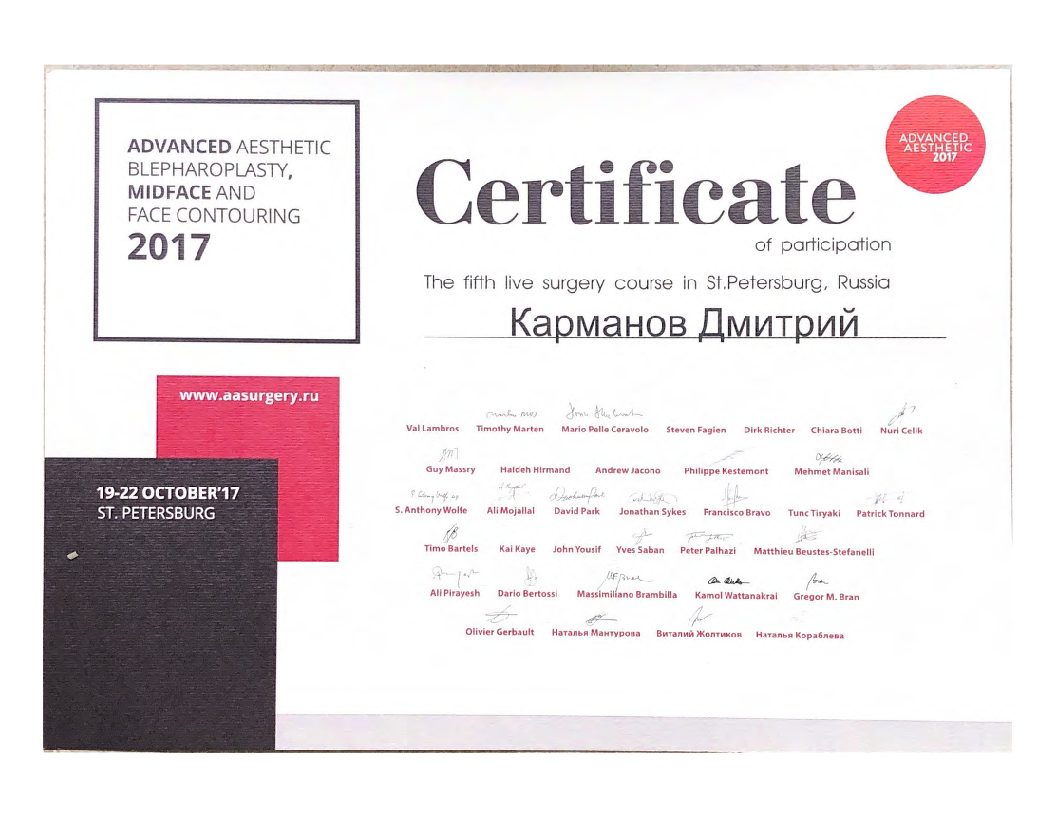 ADVANCED AESTHETIC
BLEPHAROPLASTY,
MIDFACE AND
FACE CONTOURING
2017
ADVANCED
AESTHETIC
2017
Certificate
of participation
The fifth live surgery course in St.Petersburg, Russia
Карманов Дмитрий
www.aasurgery.ru
19-22 OCTOBER'17
ST. PETERSBURG
Val Lambros Timothy Marten Mario Pelle Ceravolo Steven Fagien Dirk Richter Chiara Botti Nuri Celik
Guy Massry Haideh Hirmand Andrew Jacono Philippe Kestemont Mehmet Manisali
S. Anthony Wolfe Ali Mojallal David Park Jonathan Sykes Francisco Bravo Tunc Tiryaki Patrick Tonnard
Timo Bartels Kai Kaye John Yousif Yves Saban Peter Palhazi Matthieu Beustes-Stefanelli
Ali Pirayesh Dario Bertossi Massimiliano Brambilla Kamol Wattanakrai Gregor M. Bran
Olivier Gerbault Наталья Мантурова Виталий Жолтиков Наталья Кораблева